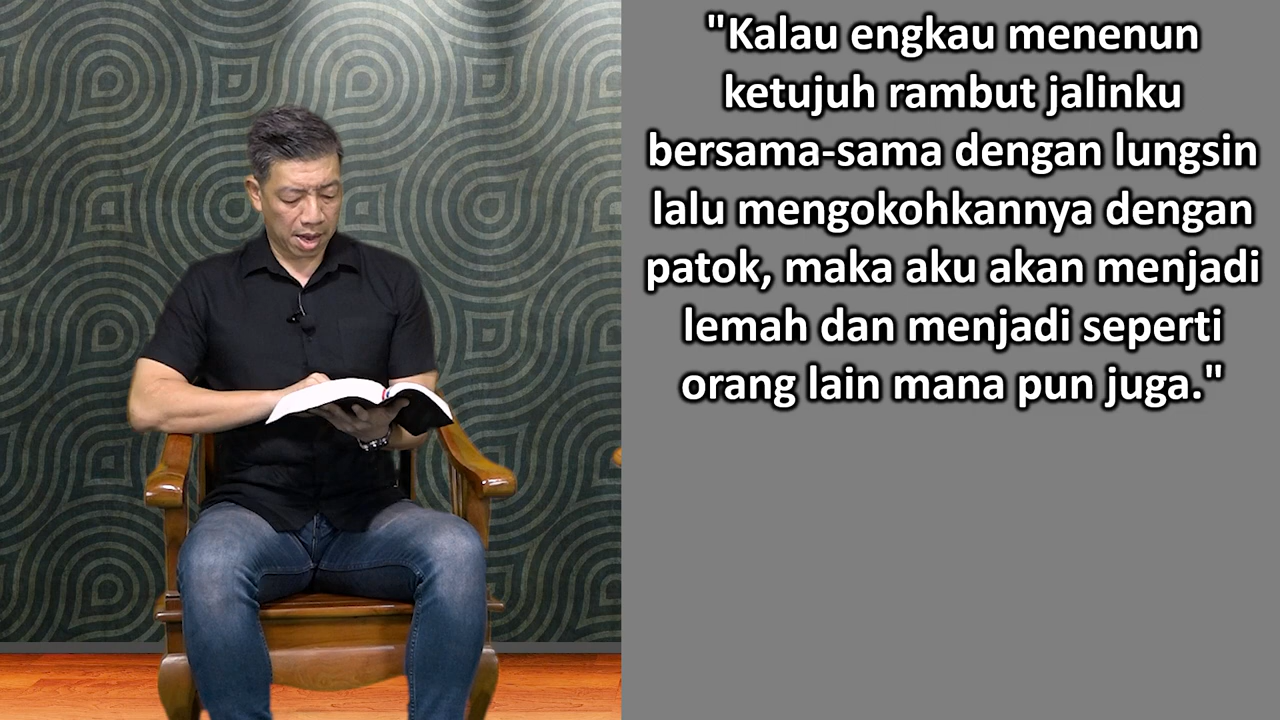 "Kalau engkau menenun
ketujuh rambut jalinku
bersama-sama dengan lungsin
lalu mengokohkannya dengan
patok, maka aku akan menjadi
lemah dan menjadi seperti
orang lain mana pun juga."